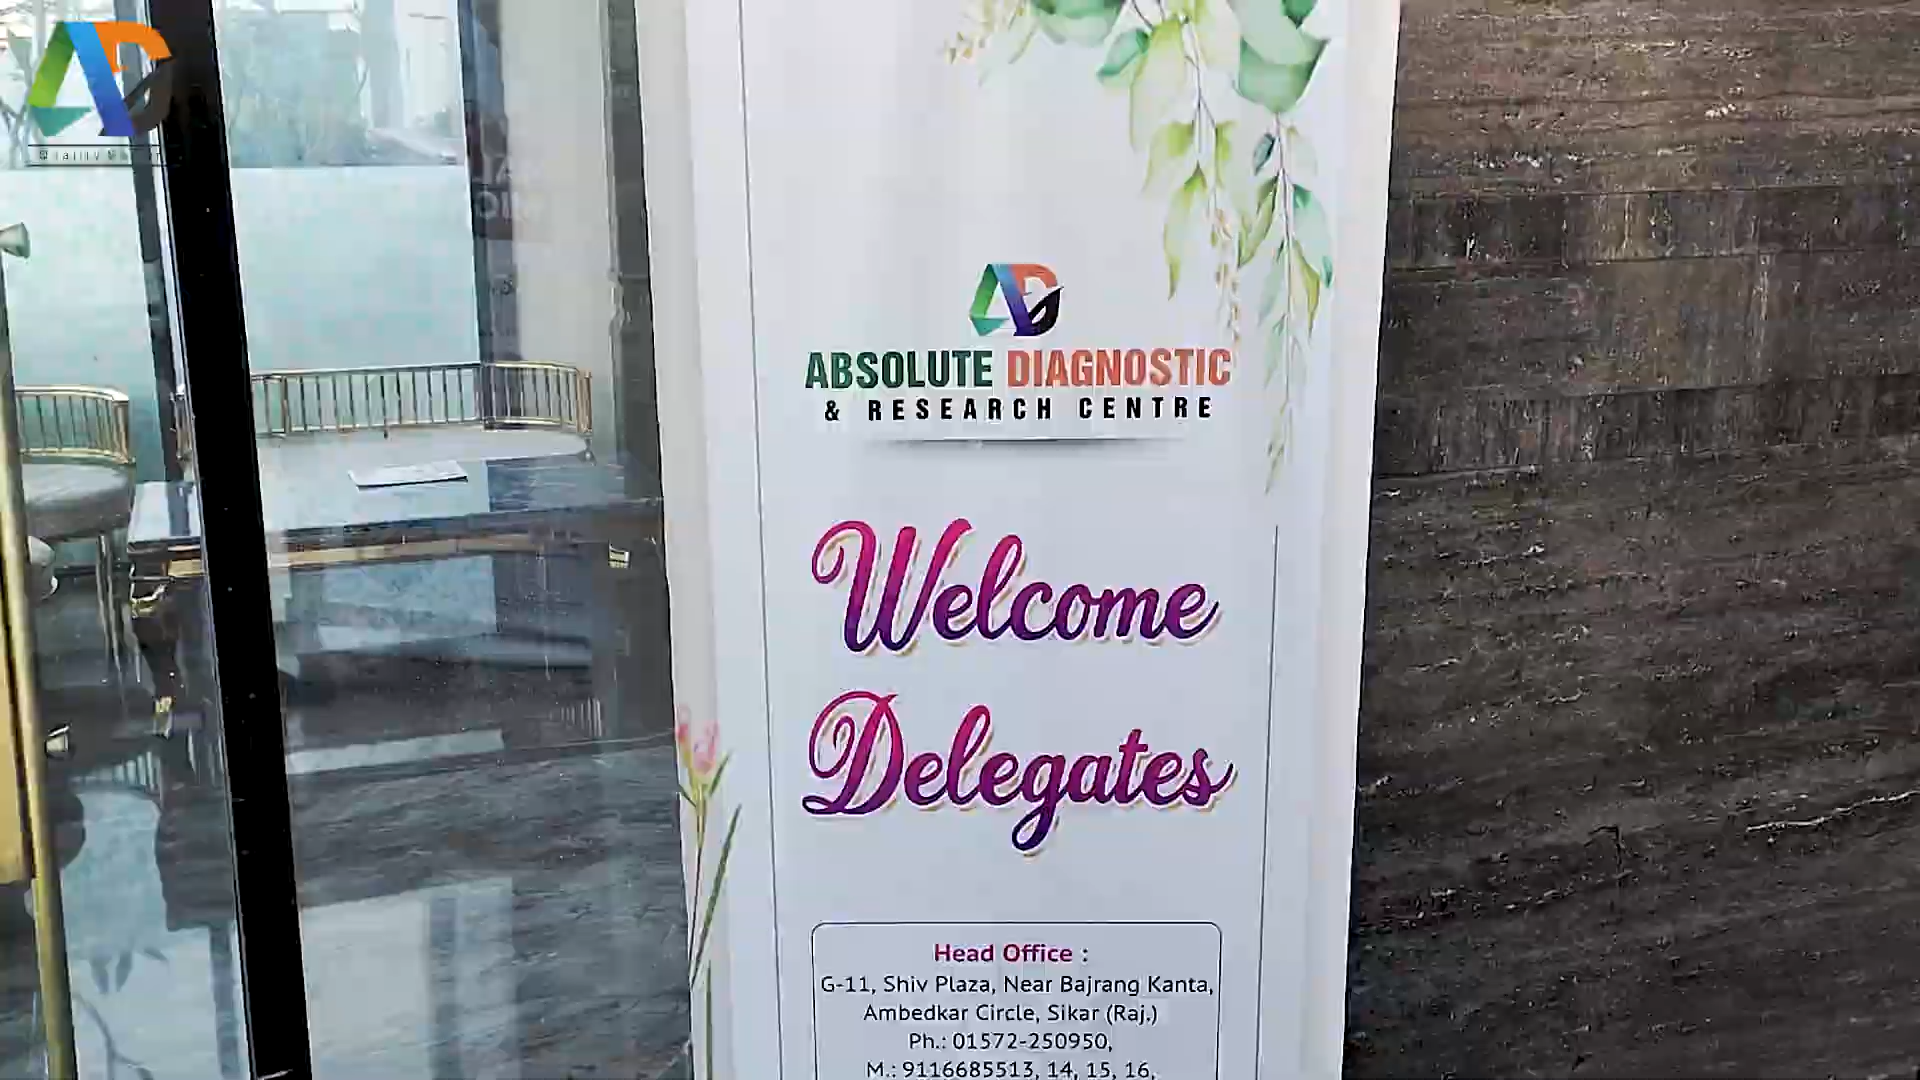 ABSOLUTE DIAGNOSTIC
& RESEARCH CENTRE
Welcome
Delegates
Head Office :
G-11, Shiv Plaza, Near Bajrang Kanta,
Ambedkar Circle, Sikar (Raj.)
Ph.: 01572-250950,
M.: 9116685513, 14, 15, 16,